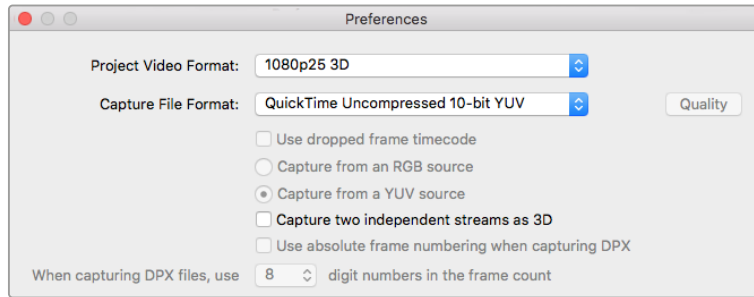 Preferences
Project Video Format: 1080p25 3D
Capture File Format: QuickTime Uncompressed 10-bit YUV Quality
Use dropped frame timecode
Capture from an RGB source
Capture from a YUV source
Capture two independent streams as 3D
Use absolute frame numbering when capturing DPX
When capturing DPX files, use 8 digit numbers in the frame count